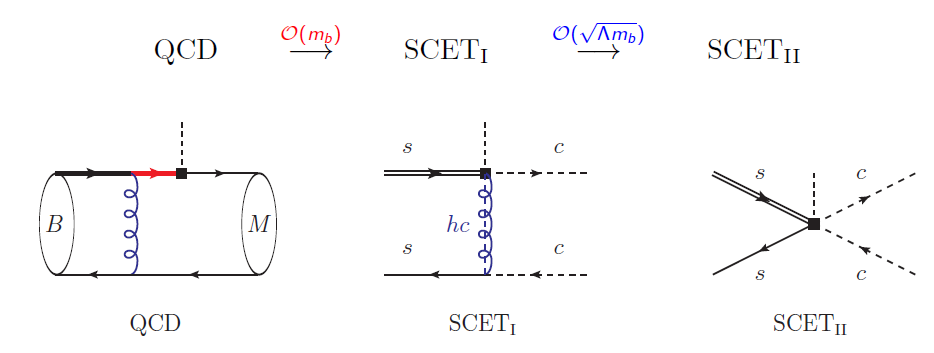 QCD 𝒪(m_b) → SCET_I 𝒪(√Λm_b) → SCET_II
s c s c
B M hc
s c s c
QCD SCET_I SCET_II